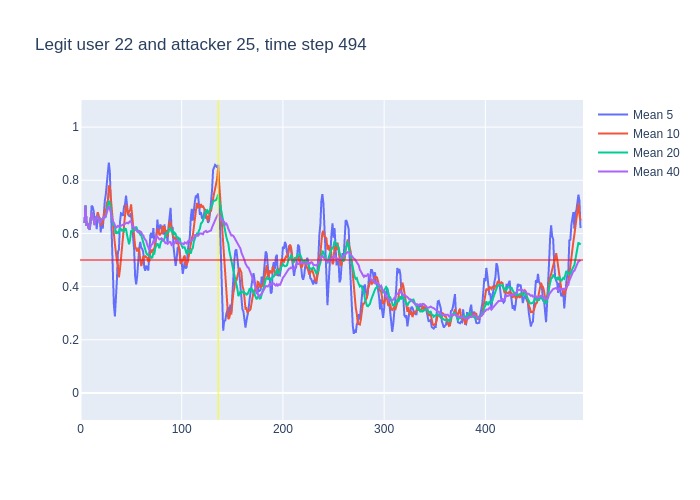 Legit user 22 and attacker 25, time step 494
Mean 5
Mean 10
Mean 20
Mean 40
1
0.8
0.6
0.4
0.2
0
0 100 200 300 400